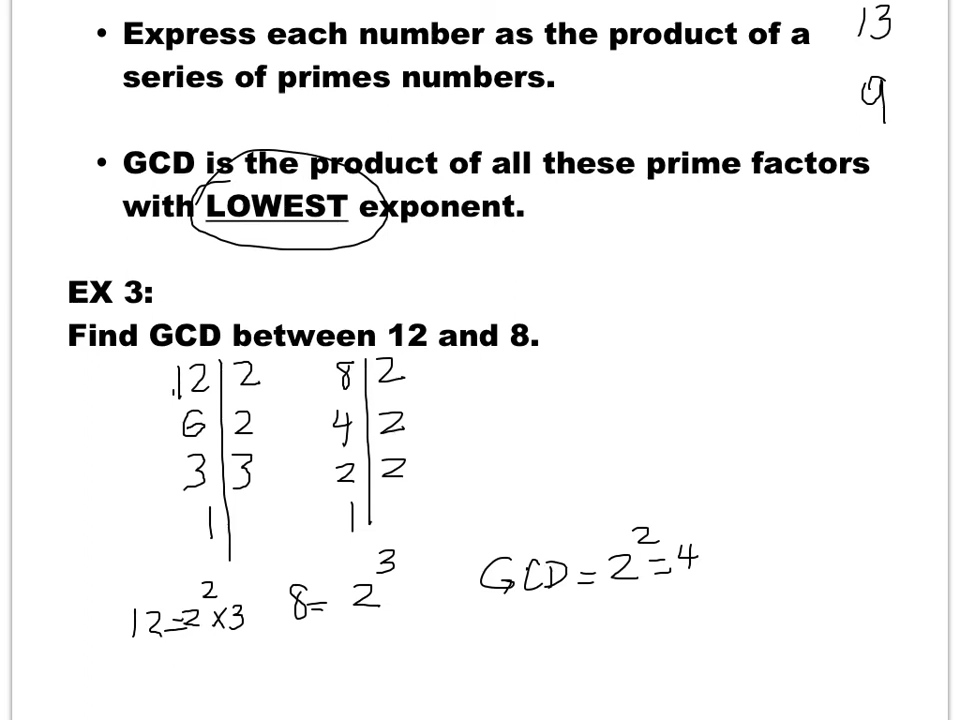 • Express each number as the product of a
series of primes numbers.
13
9
• GCD is the product of all these prime factors
with LOWEST exponent.
EX 3:
Find GCD between 12 and 8.
12 | 2
6 | 2
3 | 3
1 |
8 | 2
4 | 2
2 | 2
1 |
12=2² x 3
8= 2³
GCD = 2² = 4